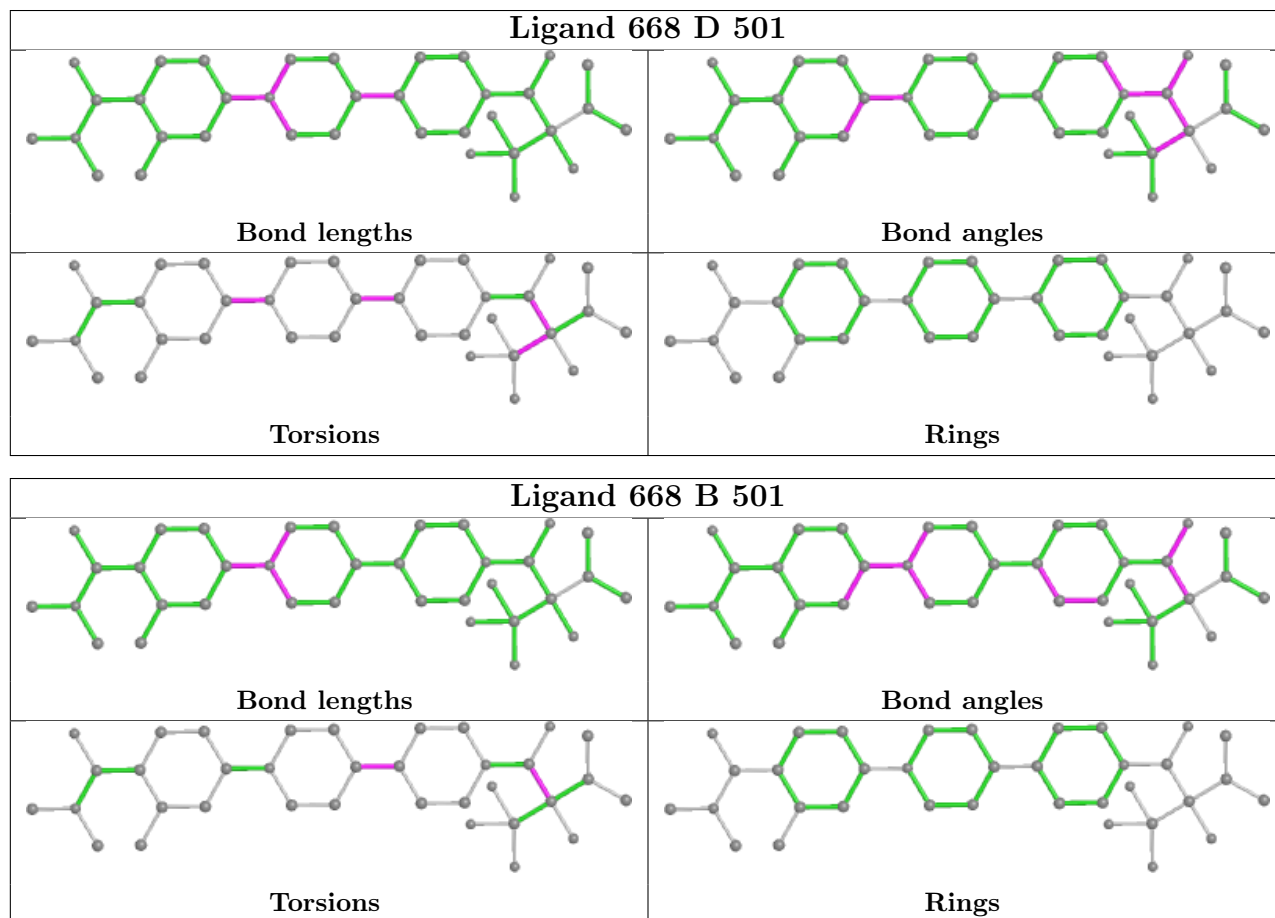 Ligand 668 D 501
Bond lengths
Bond angles
Torsions
Rings
Ligand 668 B 501
Bond lengths
Bond angles
Torsions
Rings